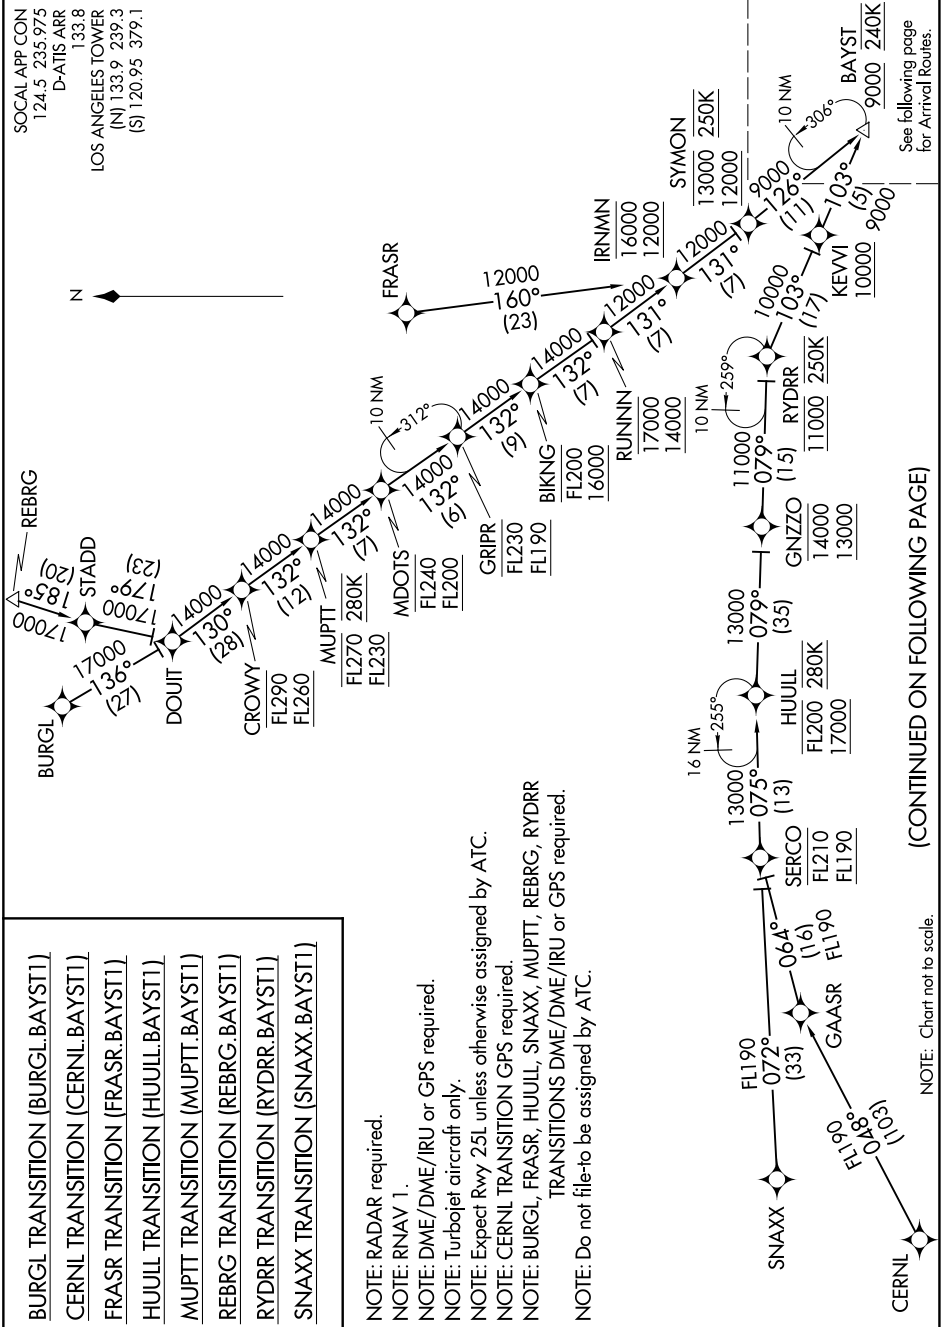 SOCAL APP CON
124.5 235.975
D-ATIS ARR
133.8
LOS ANGELES TOWER
(N) 133.9 239.3
(S) 120.95 379.1
BURGL TRANSITION (BURGL.BAYST1)
CERNL TRANSITION (CERNL.BAYST1)
FRASR TRANSITION (FRASR.BAYST1)
HUULL TRANSITION (HUULL.BAYST1)
MUPTT TRANSITION (MUPTT.BAYST1)
REBRG TRANSITION (REBRG.BAYST1)
RYDRR TRANSITION (RYDRR.BAYST1)
SNAXX TRANSITION (SNAXX.BAYST1)
NOTE: RADAR required.
NOTE: RNAV 1.
NOTE: DME/DME/IRU or GPS required.
NOTE: Turbojet aircraft only.
NOTE: Expect Rwy 25L unless otherwise assigned by ATC.
NOTE: CERNL TRANSITION GPS required.
NOTE: BURGL, FRASR, HUULL, SNAXX, MUPTT, REBRG, RYDRR
TRANSITIONS DME/DME/IRU or GPS required.
NOTE: Do not file-to be assigned by ATC.
N
REBRG
17000
185°
(20)
STADD
17000
179°
(23)
BURGL
17000
136°
(27)
DOUIT
14000
130°
(28)
CROWY
FL290
FL260
14000
132°
(12)
MUPTT
FL270 280K
FL230
14000
132°
(7)
MDOTS
FL240
FL200
14000
132°
(6)
10 NM
312°
GRIPR
FL230
FL190
14000
132°
(9)
BIKNG
FL200
16000
14000
132°
(7)
RUNNN
17000
14000
12000
131°
(7)
FRASR
12000
160°
(23)
IRNMN
16000
12000
12000
131°
(7)
SYMON
13000 250K
12000
9000
126°
(11)
10 NM
306°
BAYST
9000 240K
See following page
for Arrival Routes.
CERNL
FL190
048°
(103)
GAASR
064°
(16)
FL190
SNAXX
FL190
072°
(33)
SERCO
FL210
FL190
13000
075°
(13)
16 NM
255°
HUULL
FL200 280K
17000
13000
079°
(35)
GNZZO
14000
13000
11000
079°
(15)
10 NM
259°
RYDRR
11000 250K
10000
103°
(17)
KEVVI
10000
103°
(5)
9000
NOTE: Chart not to scale.
(CONTINUED ON FOLLOWING PAGE)